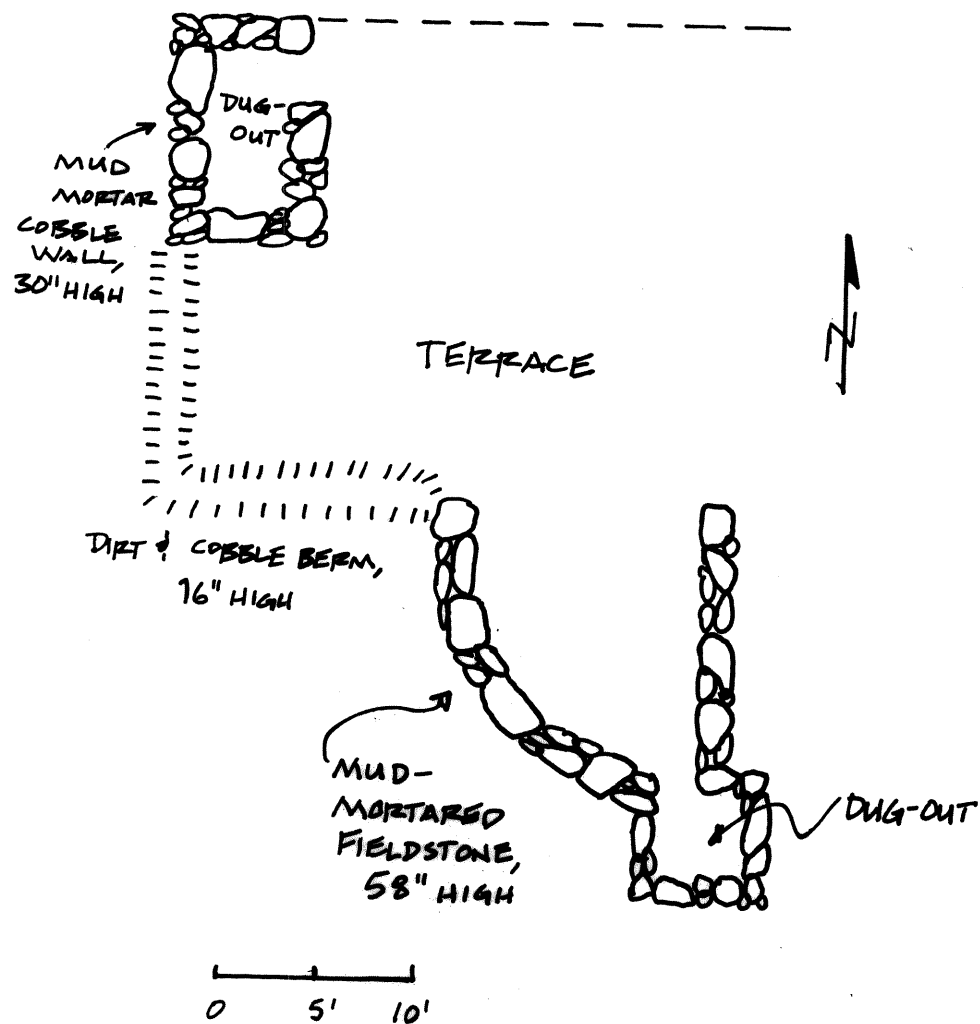 DUG-
OUT
MUD
MORTAR
COBBLE
WALL,
30" HIGH
TERRACE
N
DIRT & COBBLE BERM,
16" HIGH
MUD-
MORTARED
FIELDSTONE,
58" HIGH
DUG-OUT
0 5' 10'